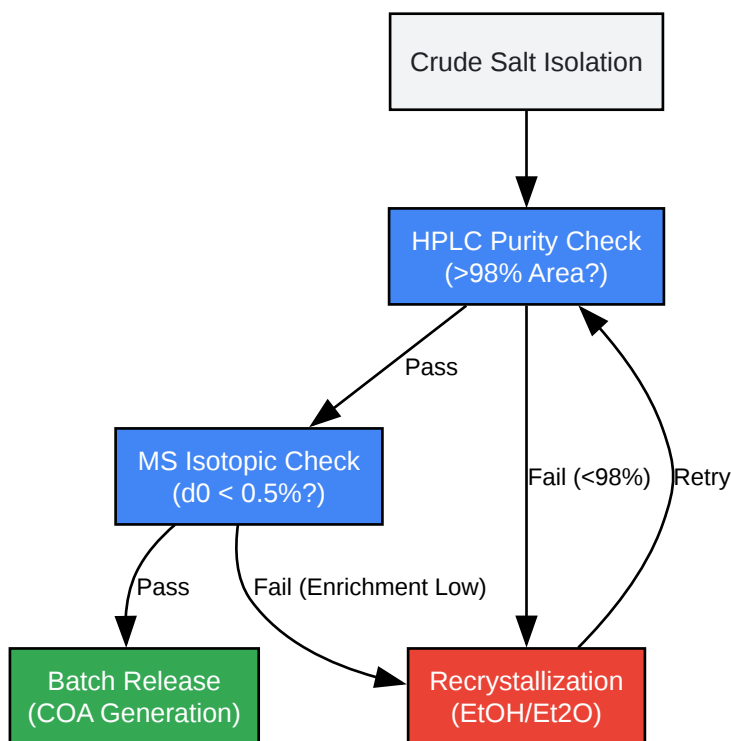 Crude Salt Isolation
HPLC Purity Check
(>98% Area?)
Pass
MS Isotopic Check
(d0 < 0.5%?)
Fail (<98%)
Retry
Pass
Fail (Enrichment Low)
Batch Release
(COA Generation)
Recrystallization
(EtOH/Et2O)